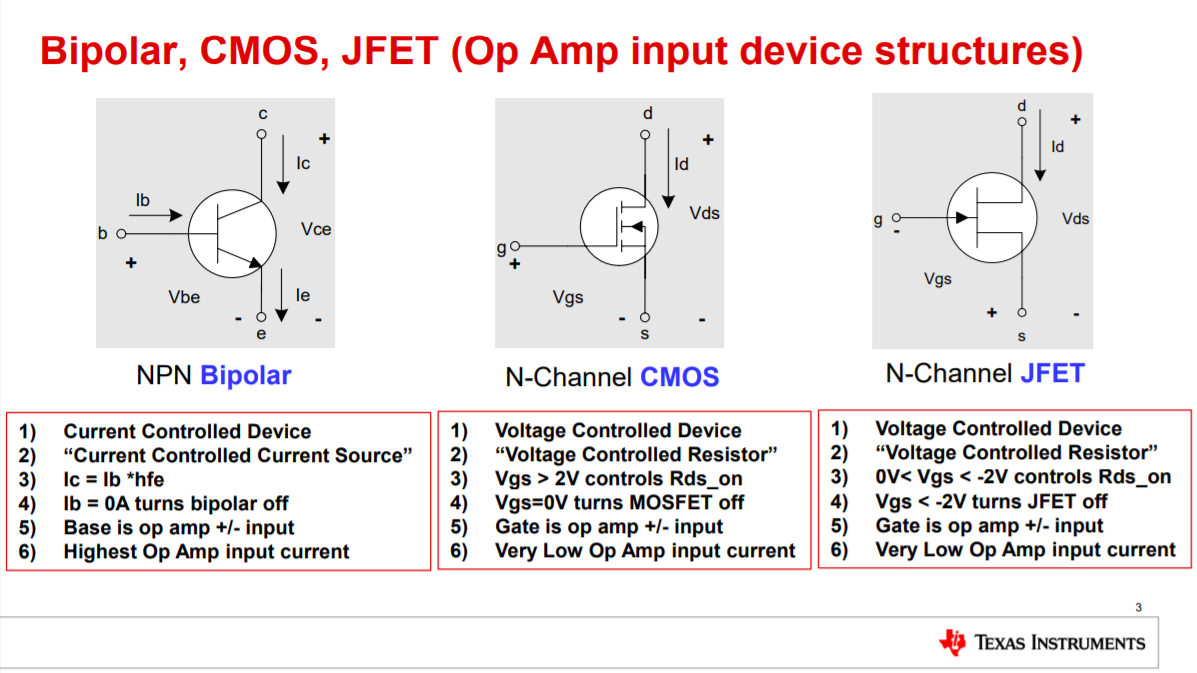 Bipolar, CMOS, JFET (Op Amp input device structures)
c
+
Ic
Ib
b
+
Vce
Vbe
Ie
-
-
e
NPN Bipolar
d
+
Id
Vds
g
+
Vgs
-
-
s
N-Channel CMOS
d
+
Id
g
-
Vds
Vgs
+
-
s
N-Channel JFET
1) Current Controlled Device
2) “Current Controlled Current Source”
3) Ic = Ib *hfe
4) Ib = 0A turns bipolar off
5) Base is op amp +/- input
6) Highest Op Amp input current
1) Voltage Controlled Device
2) “Voltage Controlled Resistor”
3) Vgs > 2V controls Rds_on
4) Vgs=0V turns MOSFET off
5) Gate is op amp +/- input
6) Very Low Op Amp input current
1) Voltage Controlled Device
2) “Voltage Controlled Resistor”
3) 0V< Vgs < -2V controls Rds_on
4) Vgs < -2V turns JFET off
5) Gate is op amp +/- input
6) Very Low Op Amp input current
3
TEXAS INSTRUMENTS